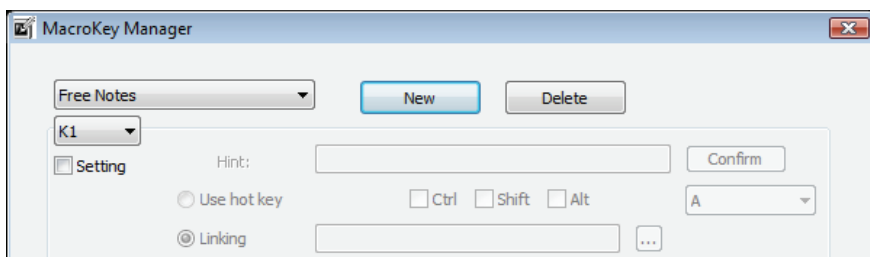 MacroKey Manager
Free Notes New Delete
K1
Setting Hint: Confirm
Use hot key Ctrl Shift Alt A
Linking ...